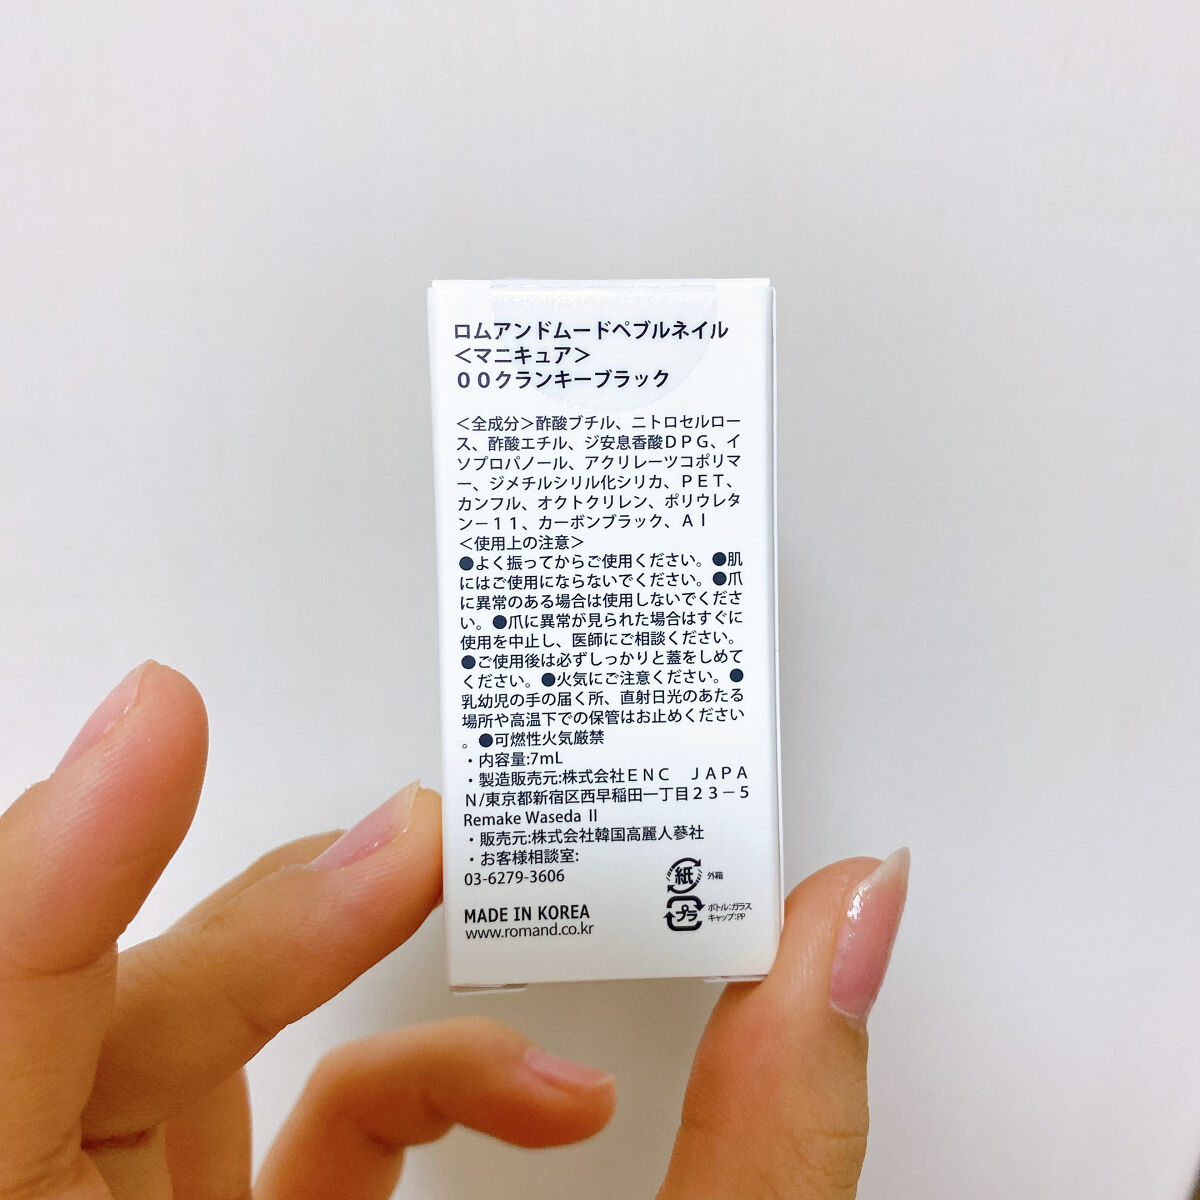 ロムアンドムードペブルネイル
＜マニキュア＞
００クランキーブラック
＜全成分＞酢酸ブチル、ニトロセルロー
ス、酢酸エチル、ジ安息香酸ＤＰＧ、イ
ソプロパノール、アクリレーツコポリマ
ー、ジメチルシリル化シリカ、ＰＥＴ、
カンフル、オクトクリレン、ポリウレタ
ン－１１、カーボンブラック、Ａｌ
＜使用上の注意＞
●よく振ってからご使用ください。●肌
にはご使用にならないでください。●爪
に異常のある場合は使用しないでくださ
い。●爪に異常が見られた場合はすぐに
使用を中止し、医師にご相談ください。
●ご使用後は必ずしっかりと蓋をしめて
ください。●火気にご注意ください。●
乳幼児の手の届く所、直射日光のあたる
場所や高温下での保管はお止めください
。●可燃性火気厳禁
・内容量:7mL
・製造販売元:株式会社ＥＮＣ　ＪＡＰＡ
Ｎ/東京都新宿区西早稲田一丁目２３－５
Remake Waseda Ⅱ
・販売元:株式会社韓国高麗人蔘社
・お客様相談室:
03-6279-3606
紙 外箱
プラ ボトル:ガラス
キャップ:PP
MADE IN KOREA
www.romand.co.kr